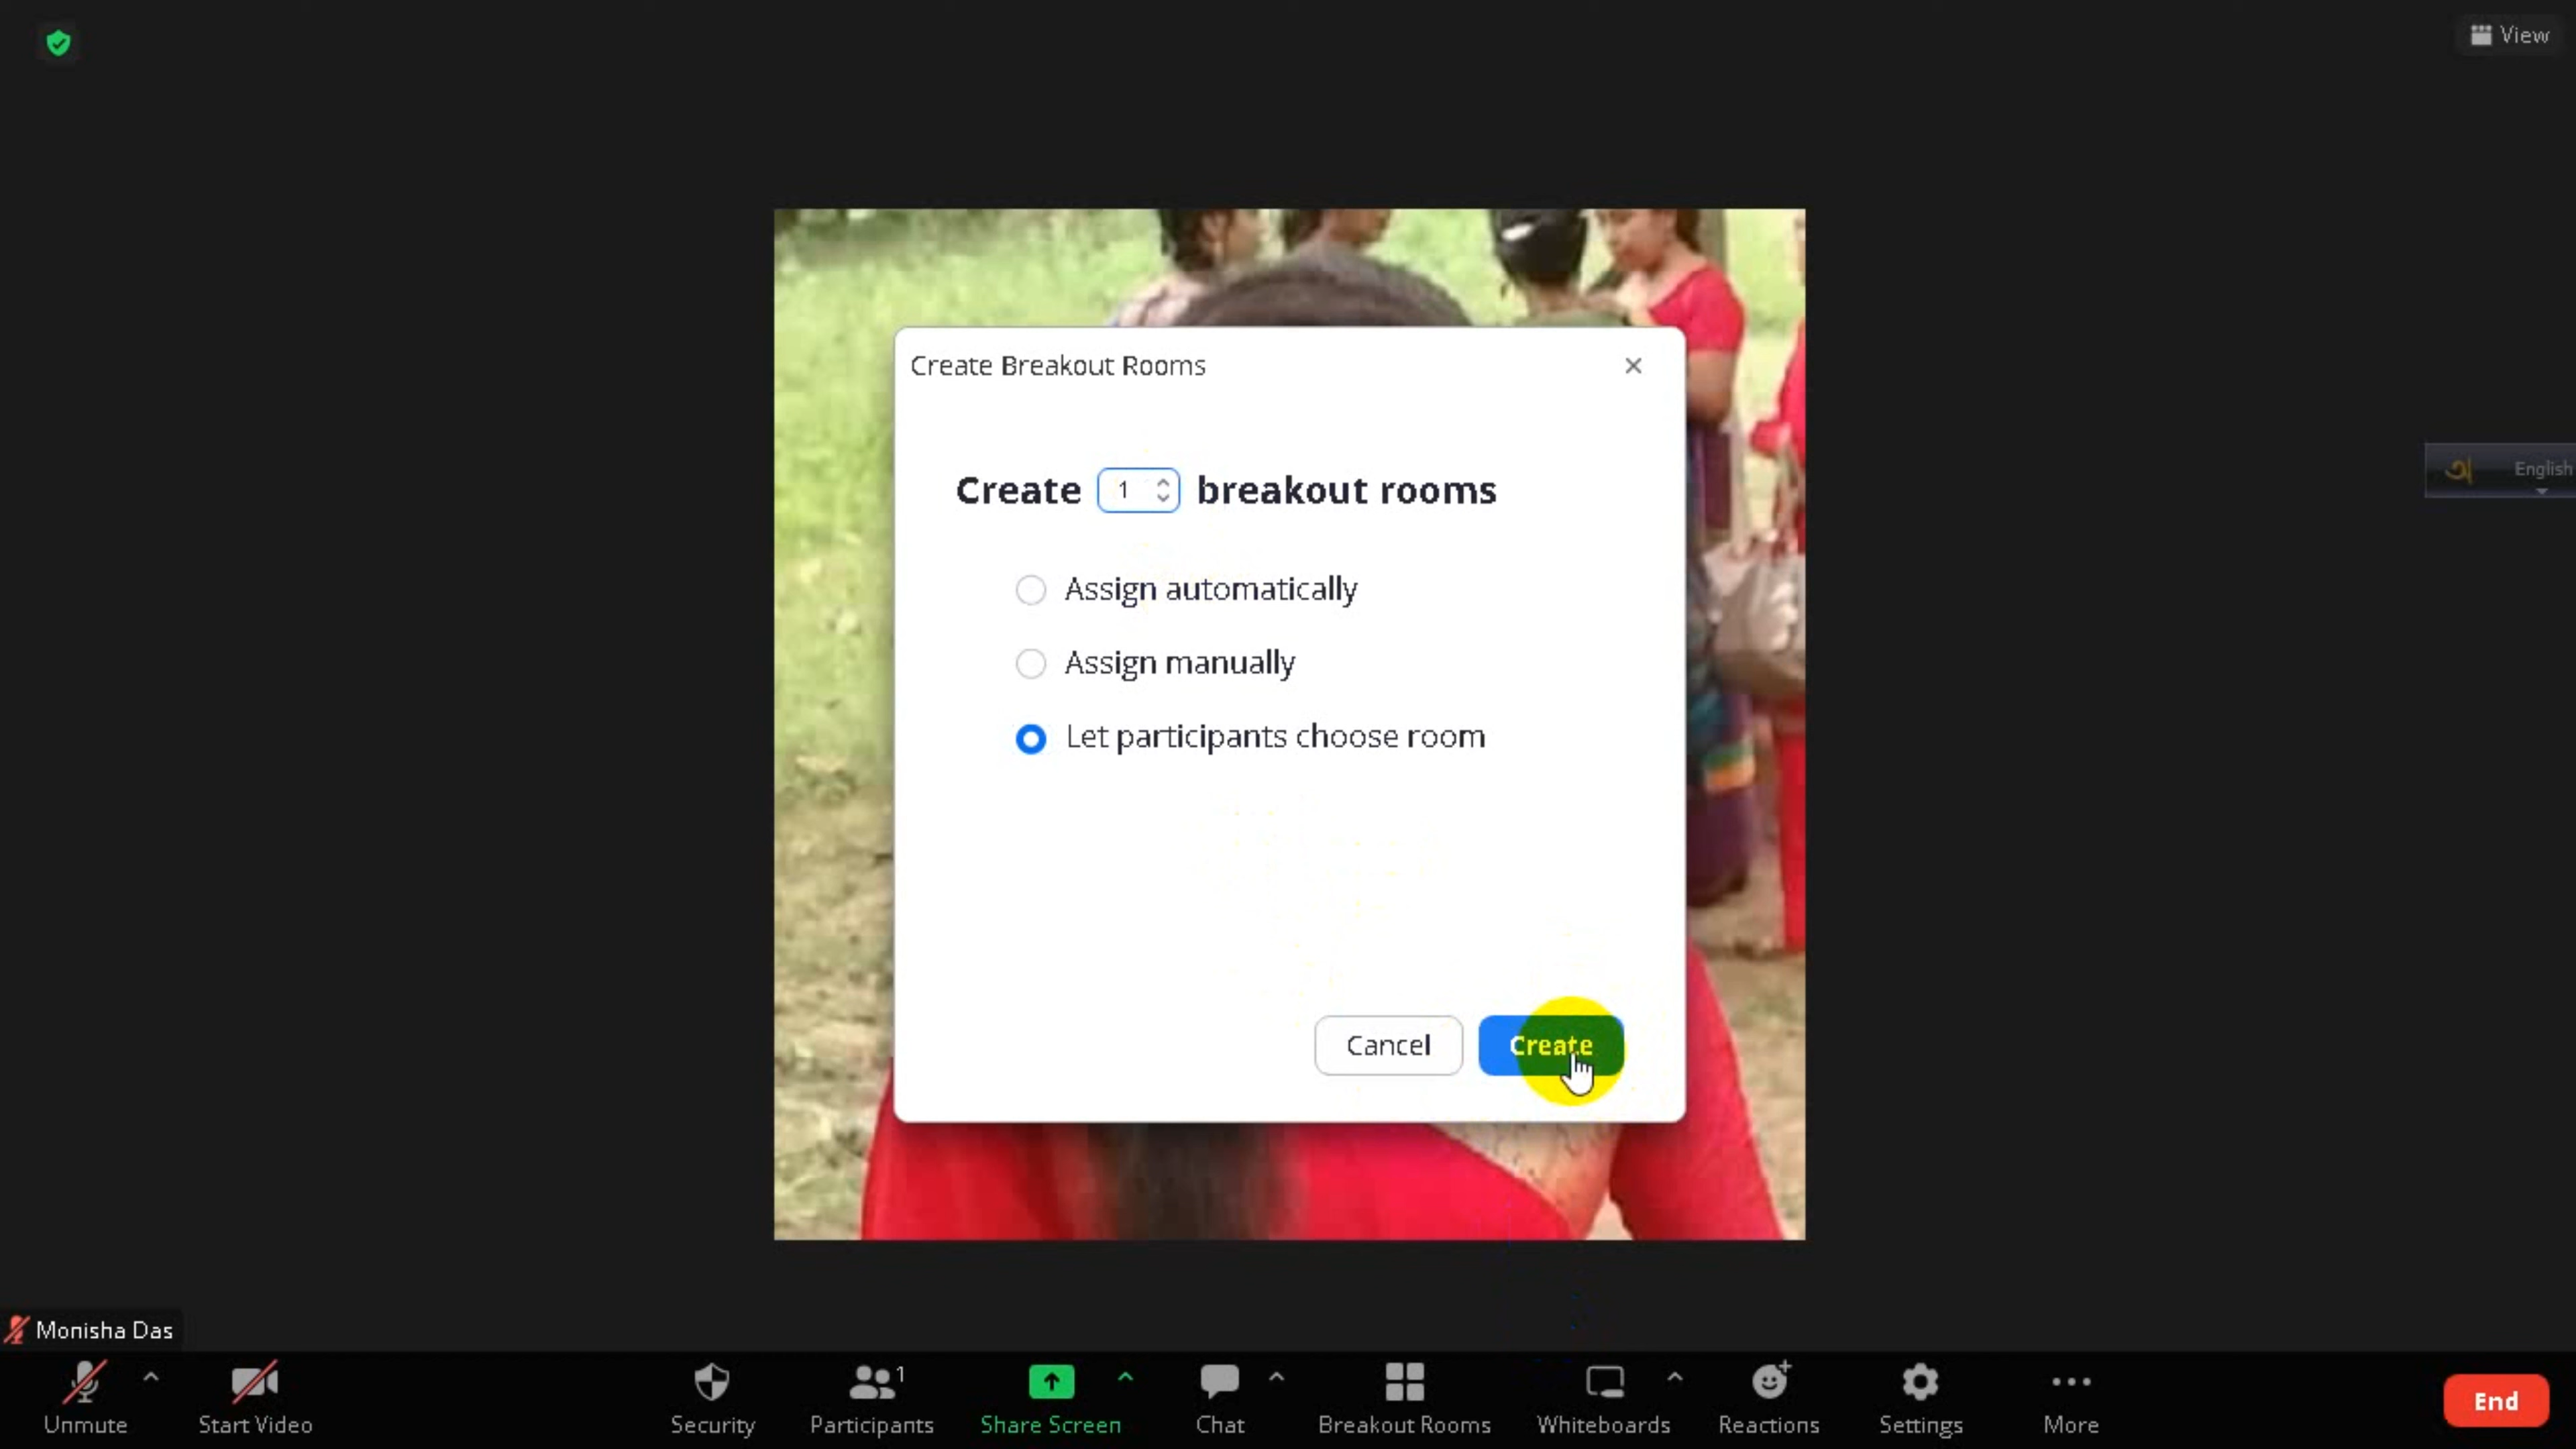 View
Create Breakout Rooms
Create 1 breakout rooms
অ English
Assign automatically
Assign manually
Let participants choose room
Cancel Create
Monisha Das
1
Unmute Start Video Security Participants Share Screen Chat Breakout Rooms Whiteboards Reactions Settings More End